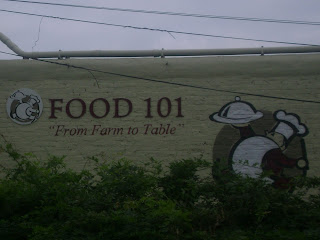 FOOD 101
"From Farm to Table"